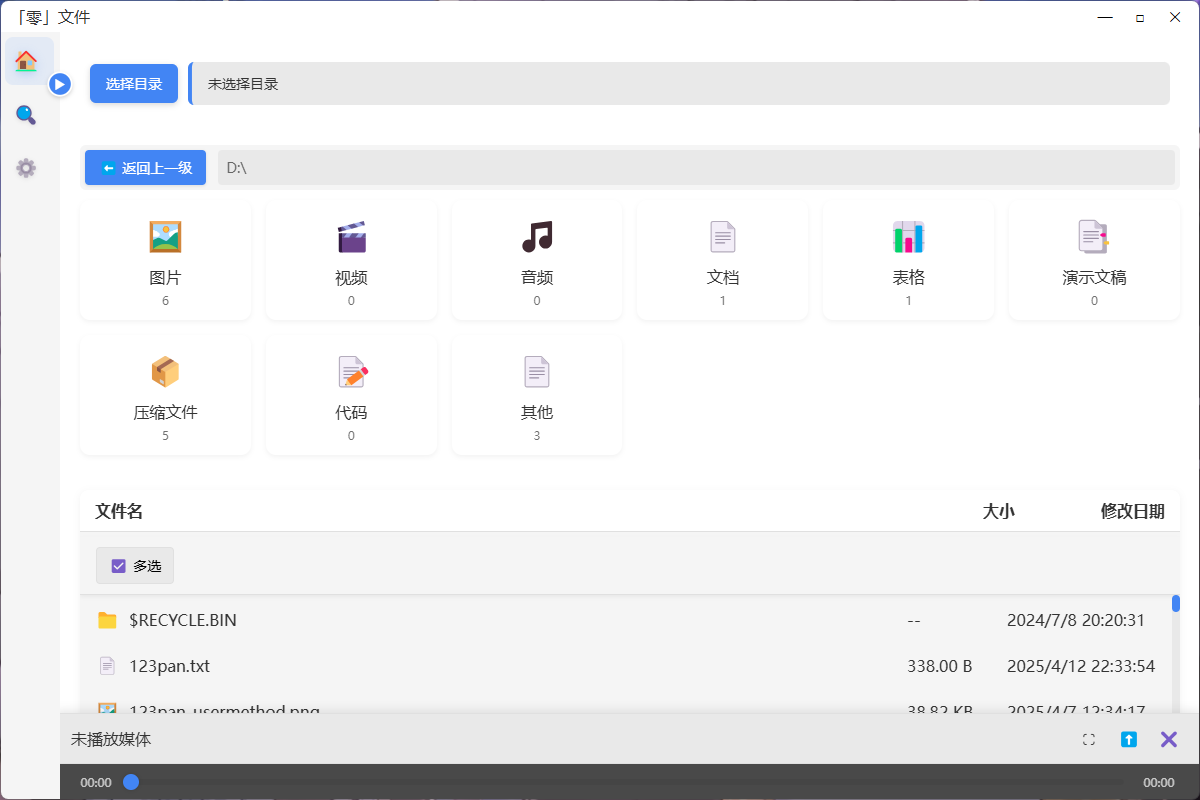 「零」文件
选择目录 未选择目录
返回上一级 D:\
图片 视频 音频 文档 表格 演示文稿
6 0 0 1 1 0
压缩文件 代码 其他
5 0 3
文件名 大小 修改日期
多选
$RECYCLE.BIN -- 2024/7/8 20:20:31
123pan.txt 338.00 B 2025/4/12 22:33:54
123pan-usermethod.png 38.82 KB 2025/4/7 12:34:17
未播放媒体
00:00 00:00